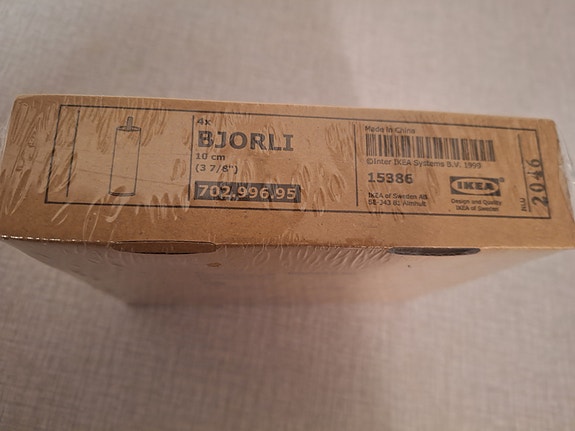 4x
BJORLI
10 cm
(3 7/8")
702.996.95
Made in China
©Inter IKEA Systems B.V. 1999
15386
IKEA of Sweden AB
SE-343 81 Älmhult
IKEA®
Design and Quality
IKEA of Sweden
2046